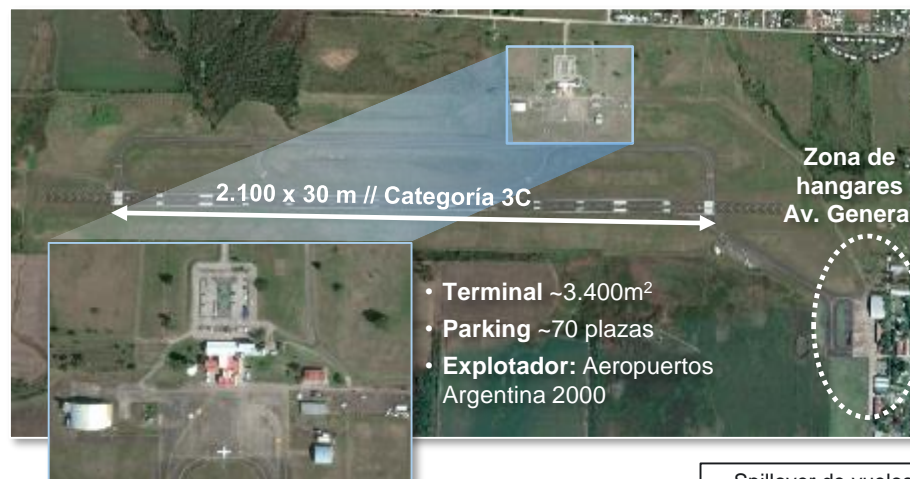 Zona de
hangares
Av. Genera
2.100 x 30 m // Categoría 3C
• Terminal ~3.400m²
• Parking ~70 plazas
• Explotador: Aeropuertos
Argentina 2000
Spillover de vuelos